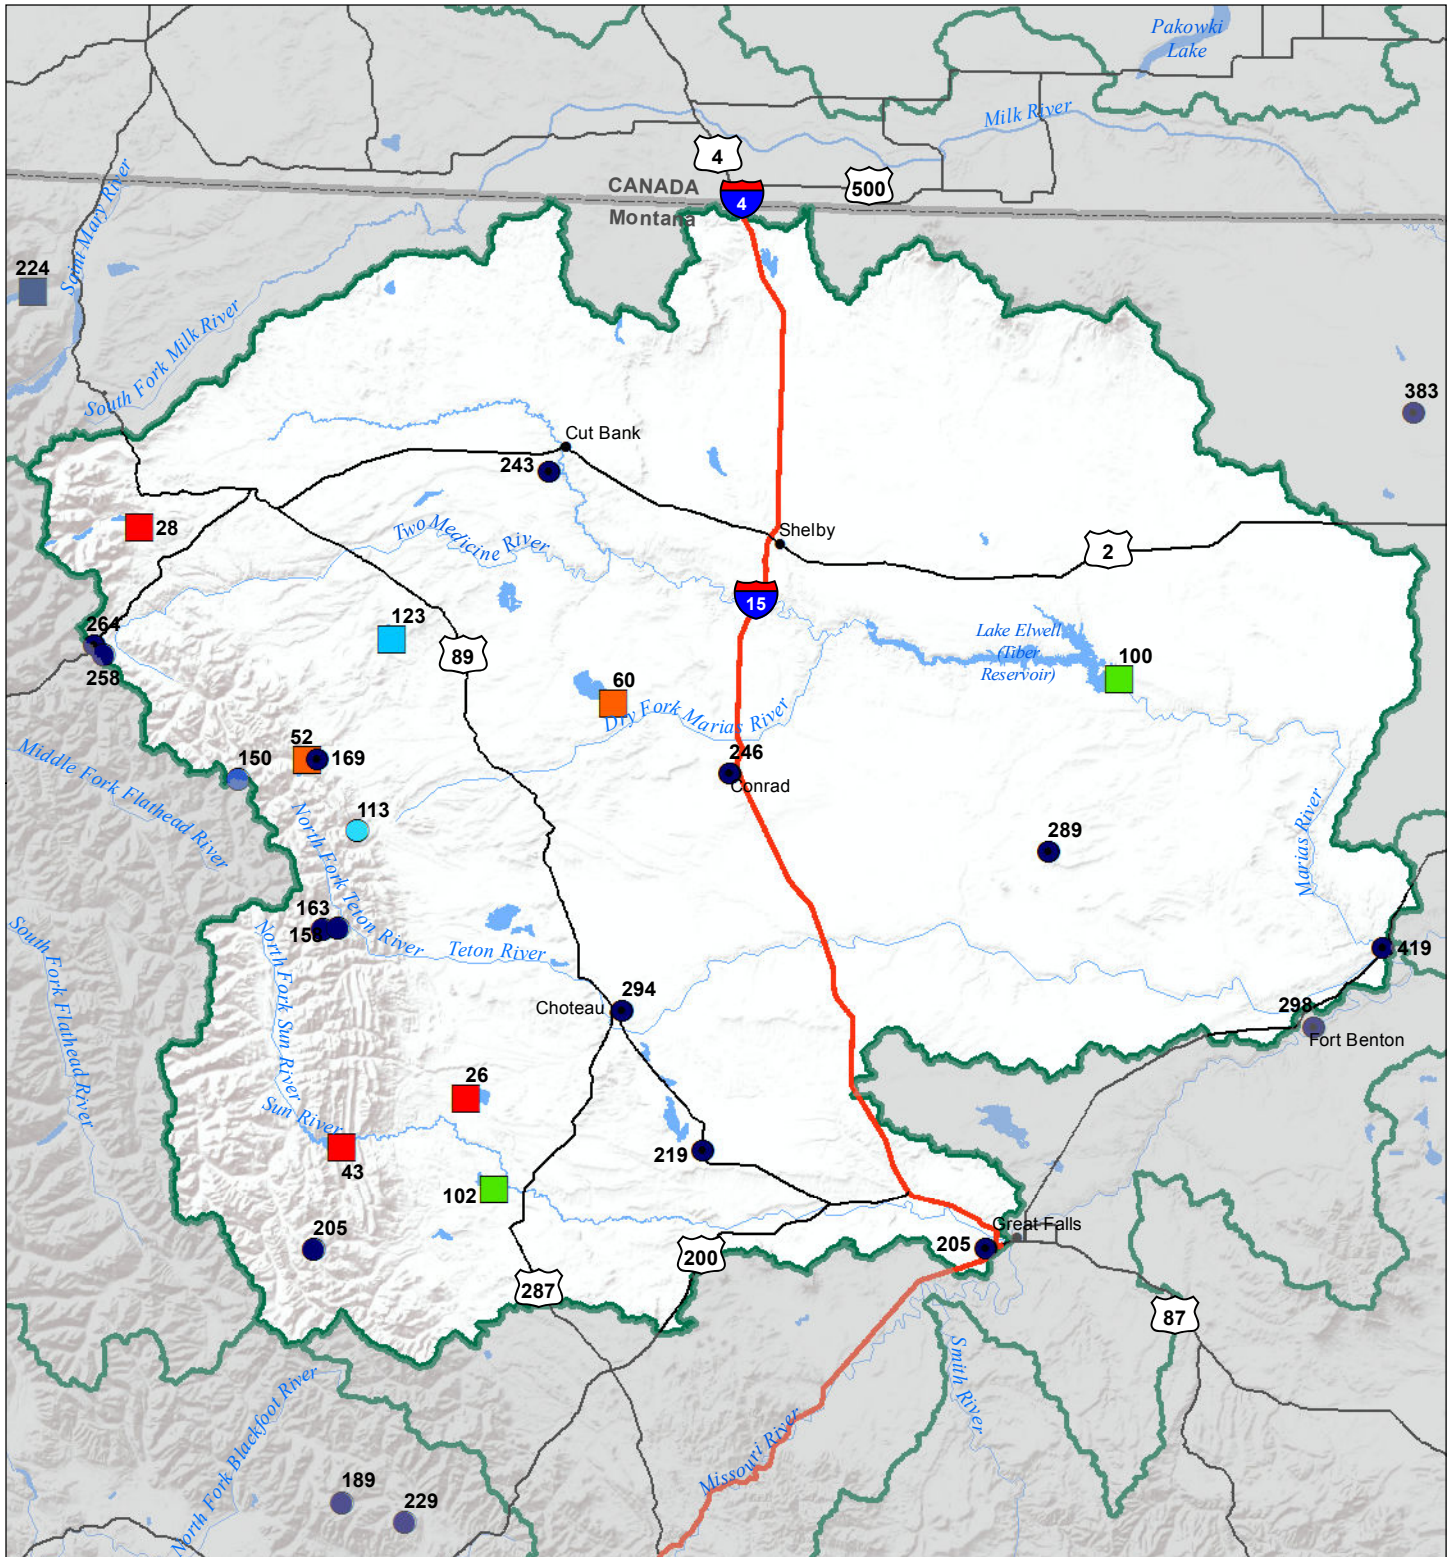 Pakowki
Lake
Milk River
4
CANADA
500
4
Montana
Saint Mary River
224
South Fork Milk River
383
Cut Bank
243
28
Two Medicine River
Shelby
2
15
264
123
89
Lake Elwell
(Tiber
Reservoir)
100
258
60
Dry Fork Marias River
52
169
150
246
Conrad
Middle Fork Flathead River
113
North Fork Teton River
289
Marias River
163
158
South Fork Flathead River
North Fork Sun River
Teton River
419
294
Choteau
298
Fort Benton
26
Sun River
43
219
102
205
Great Falls
205
200
287
87
Smith River
North Fork Blackfoot River
Missouri River
189
229